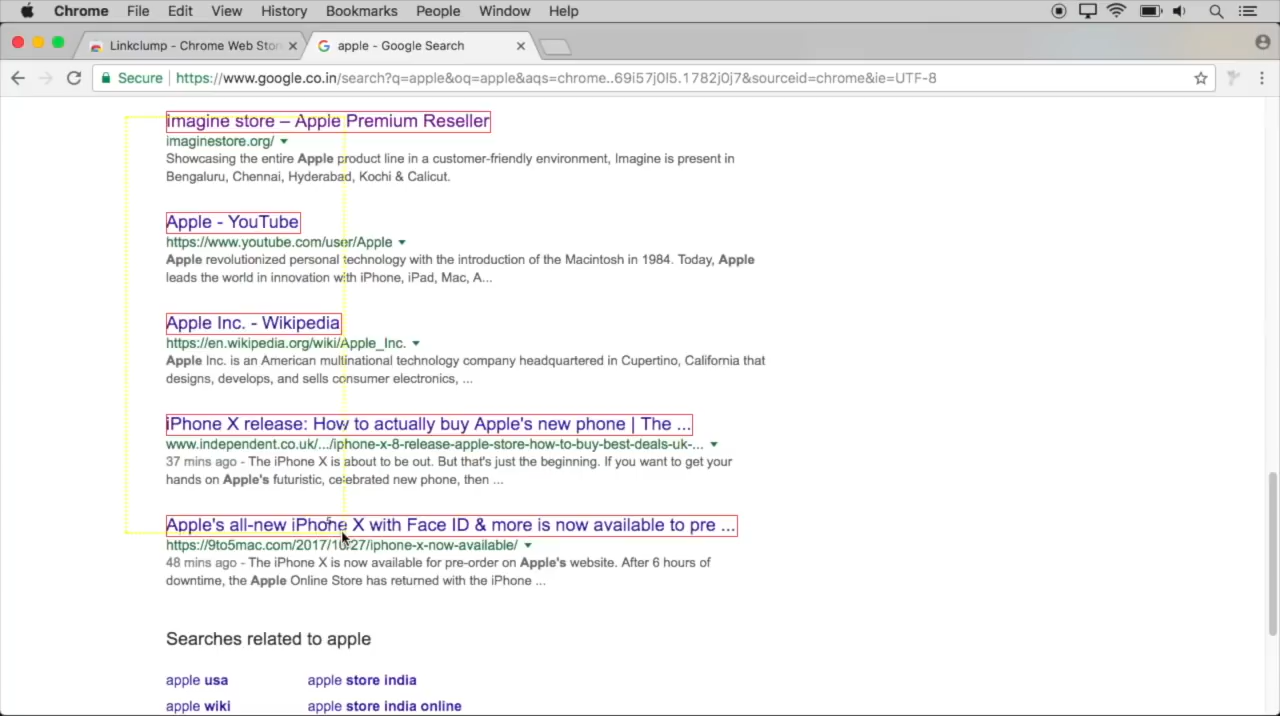 Chrome File Edit View History Bookmarks People Window Help
Linkclump - Chrome Web Stor
apple - Google Search
Secure https://www.google.co.in/search?q=apple&oq=apple&aqs=chrome..69i57j0l5.1782j0j7&sourceid=chrome&ie=UTF-8
imagine store – Apple Premium Reseller
imaginestore.org/
Showcasing the entire Apple product line in a customer-friendly environment, Imagine is present in
Bengaluru, Chennai, Hyderabad, Kochi & Calicut.
Apple - YouTube
https://www.youtube.com/user/Apple
Apple revolutionized personal technology with the introduction of the Macintosh in 1984. Today, Apple
leads the world in innovation with iPhone, iPad, Mac, A...
Apple Inc. - Wikipedia
https://en.wikipedia.org/wiki/Apple_Inc.
Apple Inc. is an American multinational technology company headquartered in Cupertino, California that
designs, develops, and sells consumer electronics, ...
iPhone X release: How to actually buy Apple's new phone | The ...
www.independent.co.uk/.../iphone-x-8-release-apple-store-how-to-buy-best-deals-uk-...
37 mins ago - The iPhone X is about to be out. But that's just the beginning. If you want to get your
hands on Apple's futuristic, celebrated new phone, then ...
Apple's all-new iPhone X with Face ID & more is now available to pre ...
5
https://9to5mac.com/2017/10/27/iphone-x-now-available/
48 mins ago - The iPhone X is now available for pre-order on Apple's website. After 6 hours of
downtime, the Apple Online Store has returned with the iPhone ...
Searches related to apple
apple usa apple store india
apple wiki apple store india online